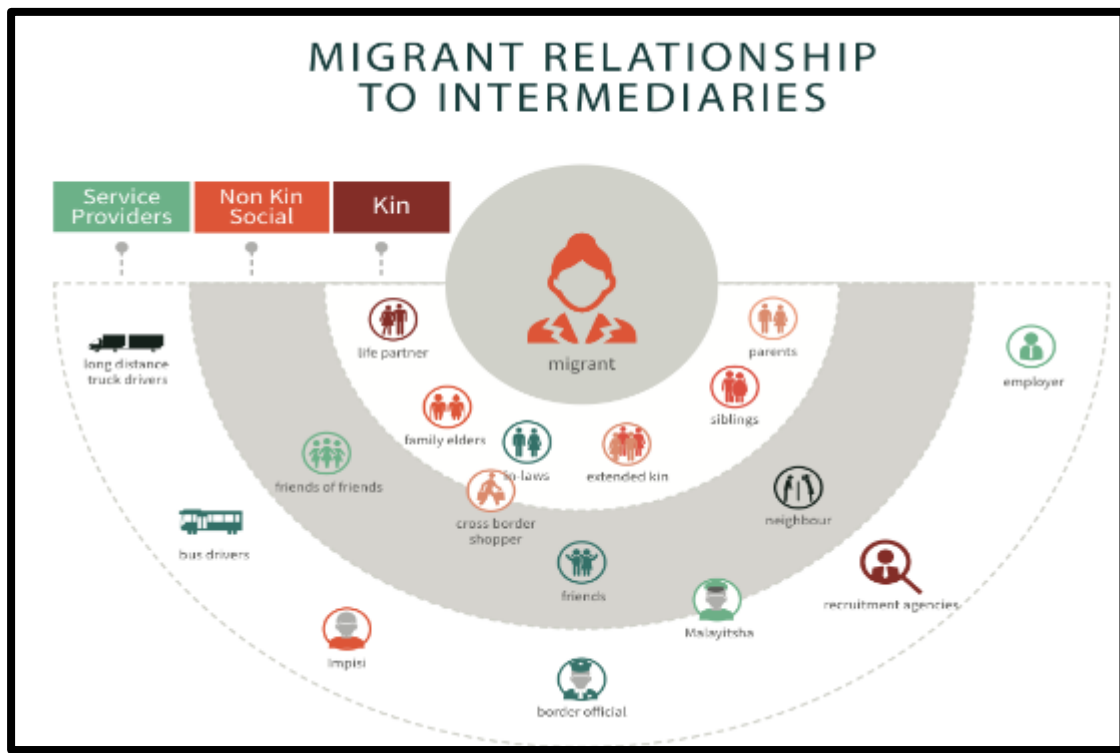 MIGRANT RELATIONSHIP
TO INTERMEDIARIES
Service
Providers
Non Kin
Social
Kin
migrant
life partner
parents
long distance
truck drivers
employer
siblings
family elders
in-laws
extended kin
friends of friends
cross border
shopper
neighbour
bus drivers
friends
recruitment agencies
Malayitsha
Impisi
border official